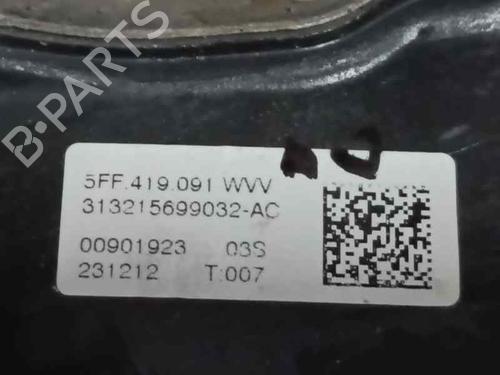 B-PARTS
5FF.419.091 WVV
313215699032-AC
00901923 03S
231212 T:007